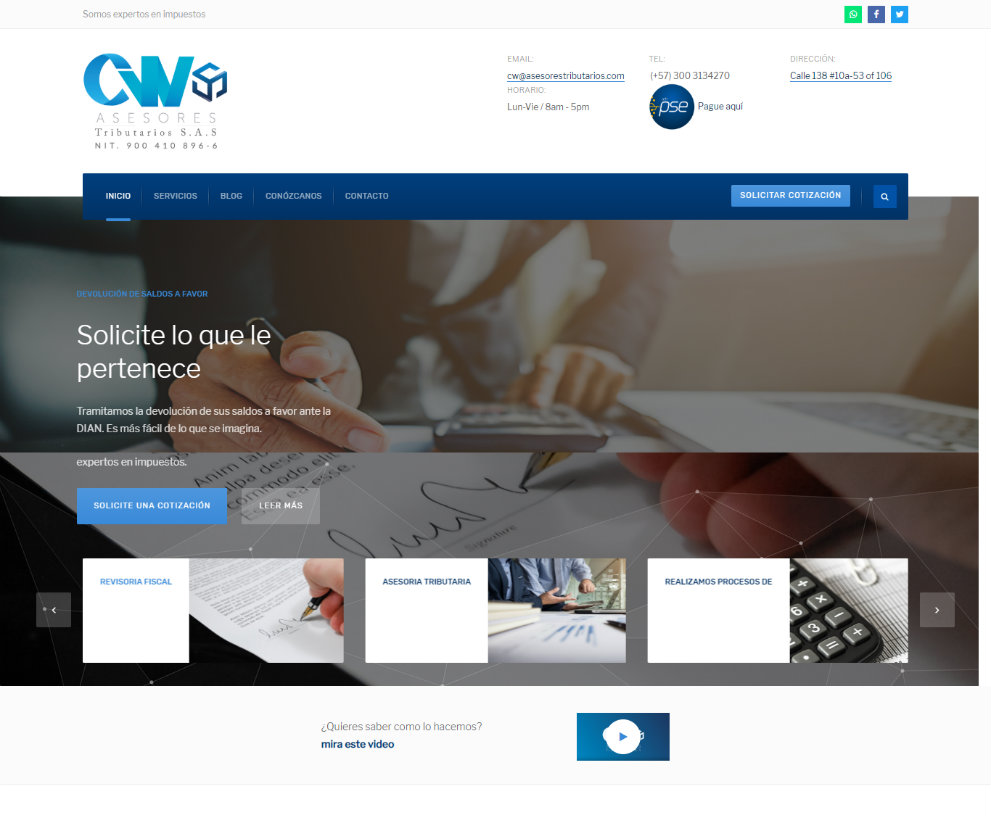 Somos expertos en impuestos
CW
ASESORES
Tributarios S.A.S
NIT. 900 410 896-6
EMAIL:
cw@asesorestributarios.com
HORARIO:
Lun-Vie / 8am - 5pm
TEL:
(+57) 300 3134270
pse
Pague aquí
DIRECCIÓN:
Calle 138 #10a-53 of 106
INICIO
SERVICIOS
BLOG
CONÓZCANOS
CONTACTO
SOLICITAR COTIZACIÓN
DEVOLUCIÓN DE SALDOS A FAVOR
Solicite lo que le
pertenece
Tramitamos la devolución de sus saldos a favor ante la
DIAN. Es más fácil de lo que se imagina.
expertos en impuestos.
SOLICITE UNA COTIZACIÓN
LEER MÁS
Signature
REVISORIA FISCAL
ASESORIA TRIBUTARIA
REALIZAMOS PROCESOS DE
¿Quieres saber como lo hacemos?
mira este video